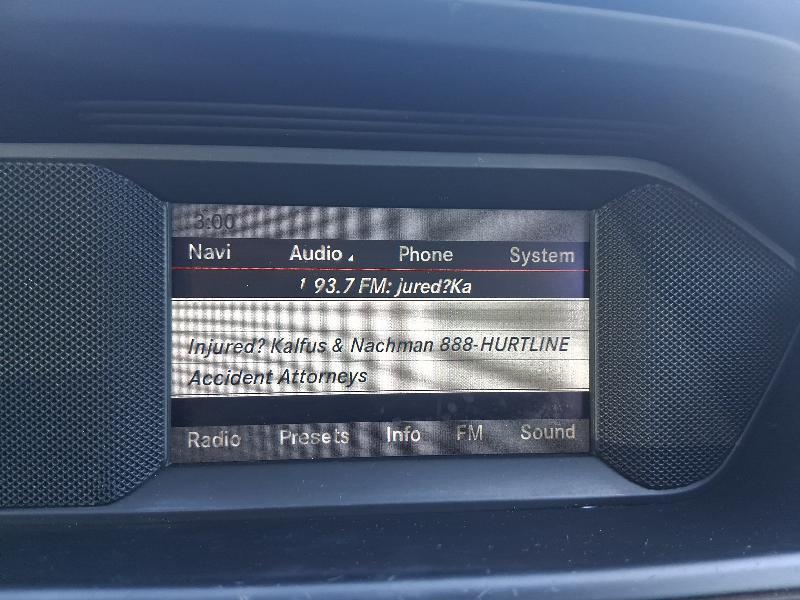 3:00
Navi Audio Phone System
1 93.7 FM: jured?Ka
Injured? Kalfus & Nachman 888-HURTLINE
Accident Attorneys
Radio Presets Info FM Sound